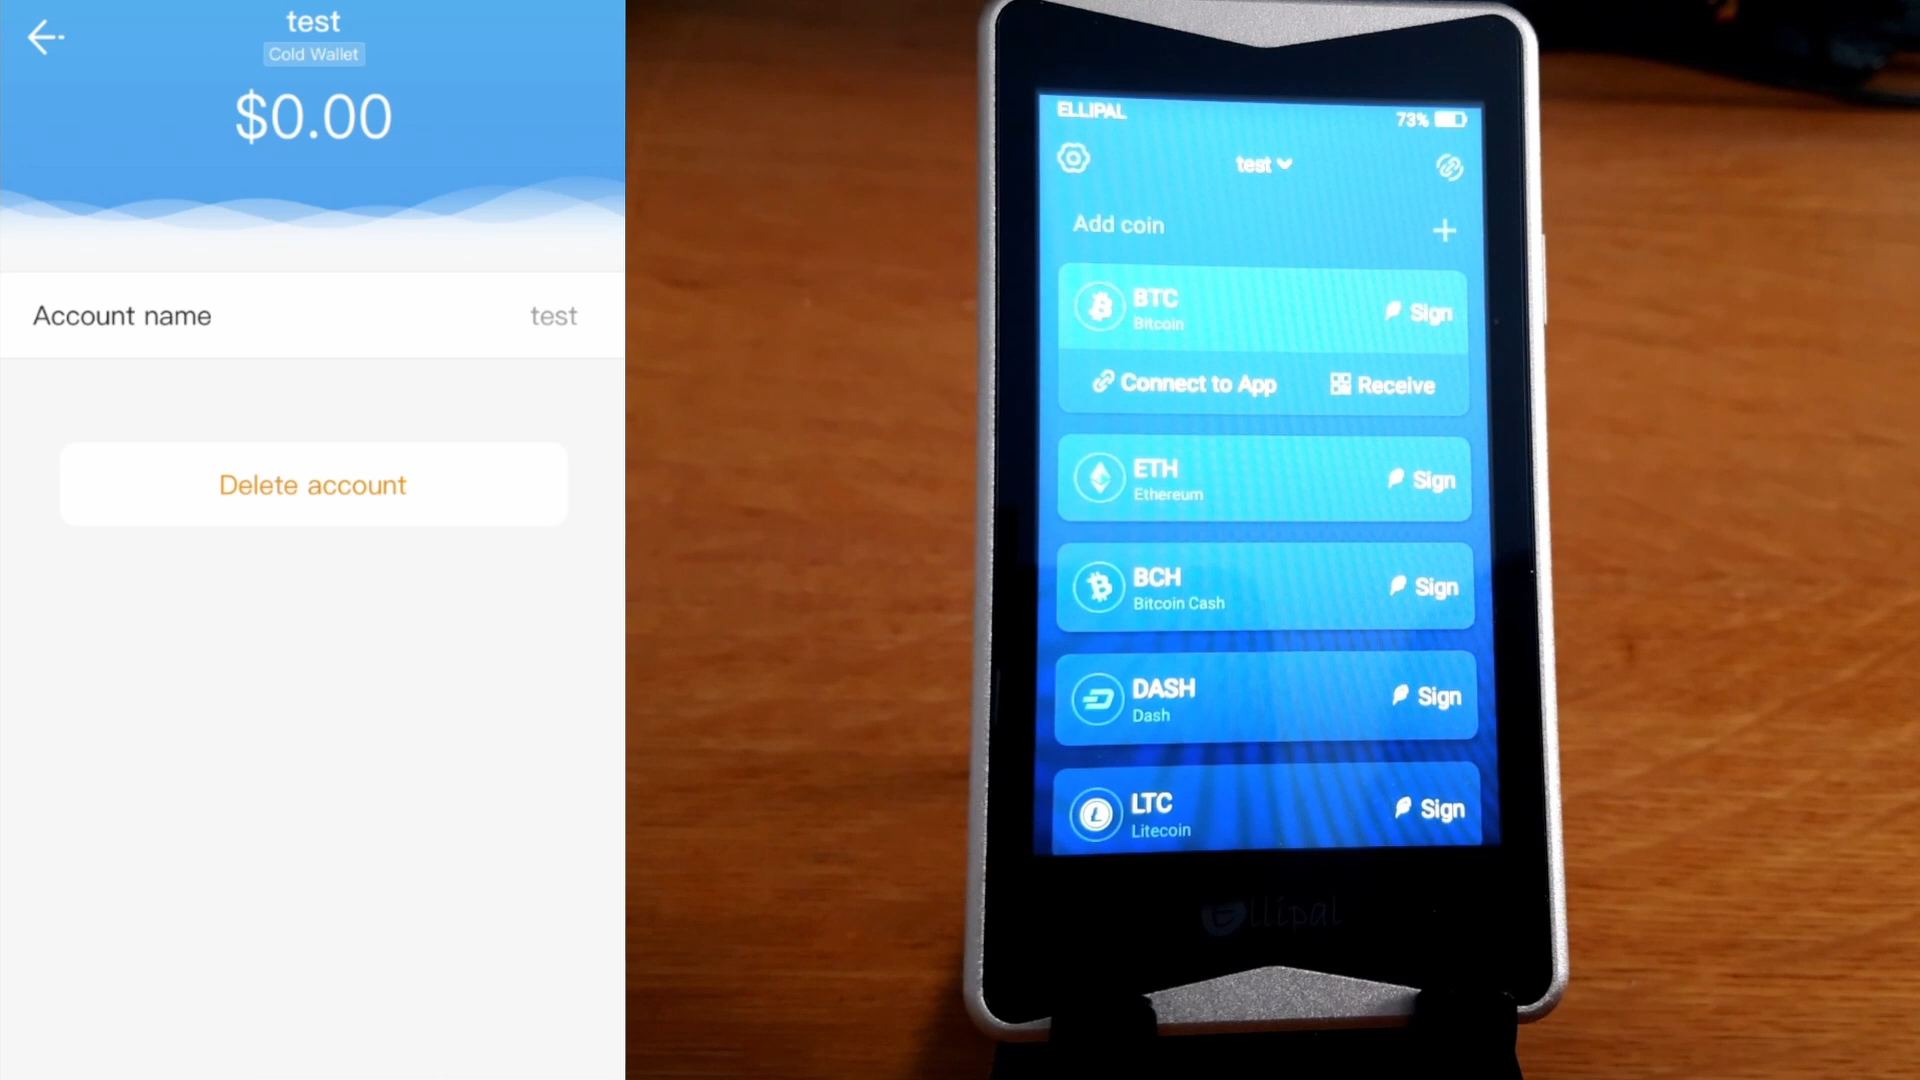 test
Cold Wallet
$0.00
Account name
test
Delete account
ELLIPAL
73%
test
Add coin
BTC
Bitcoin
Sign
Connect to App
Receive
ETH
Ethereum
Sign
BCH
Bitcoin Cash
Sign
DASH
Dash
Sign
LTC
Litecoin
Sign
Ellipal